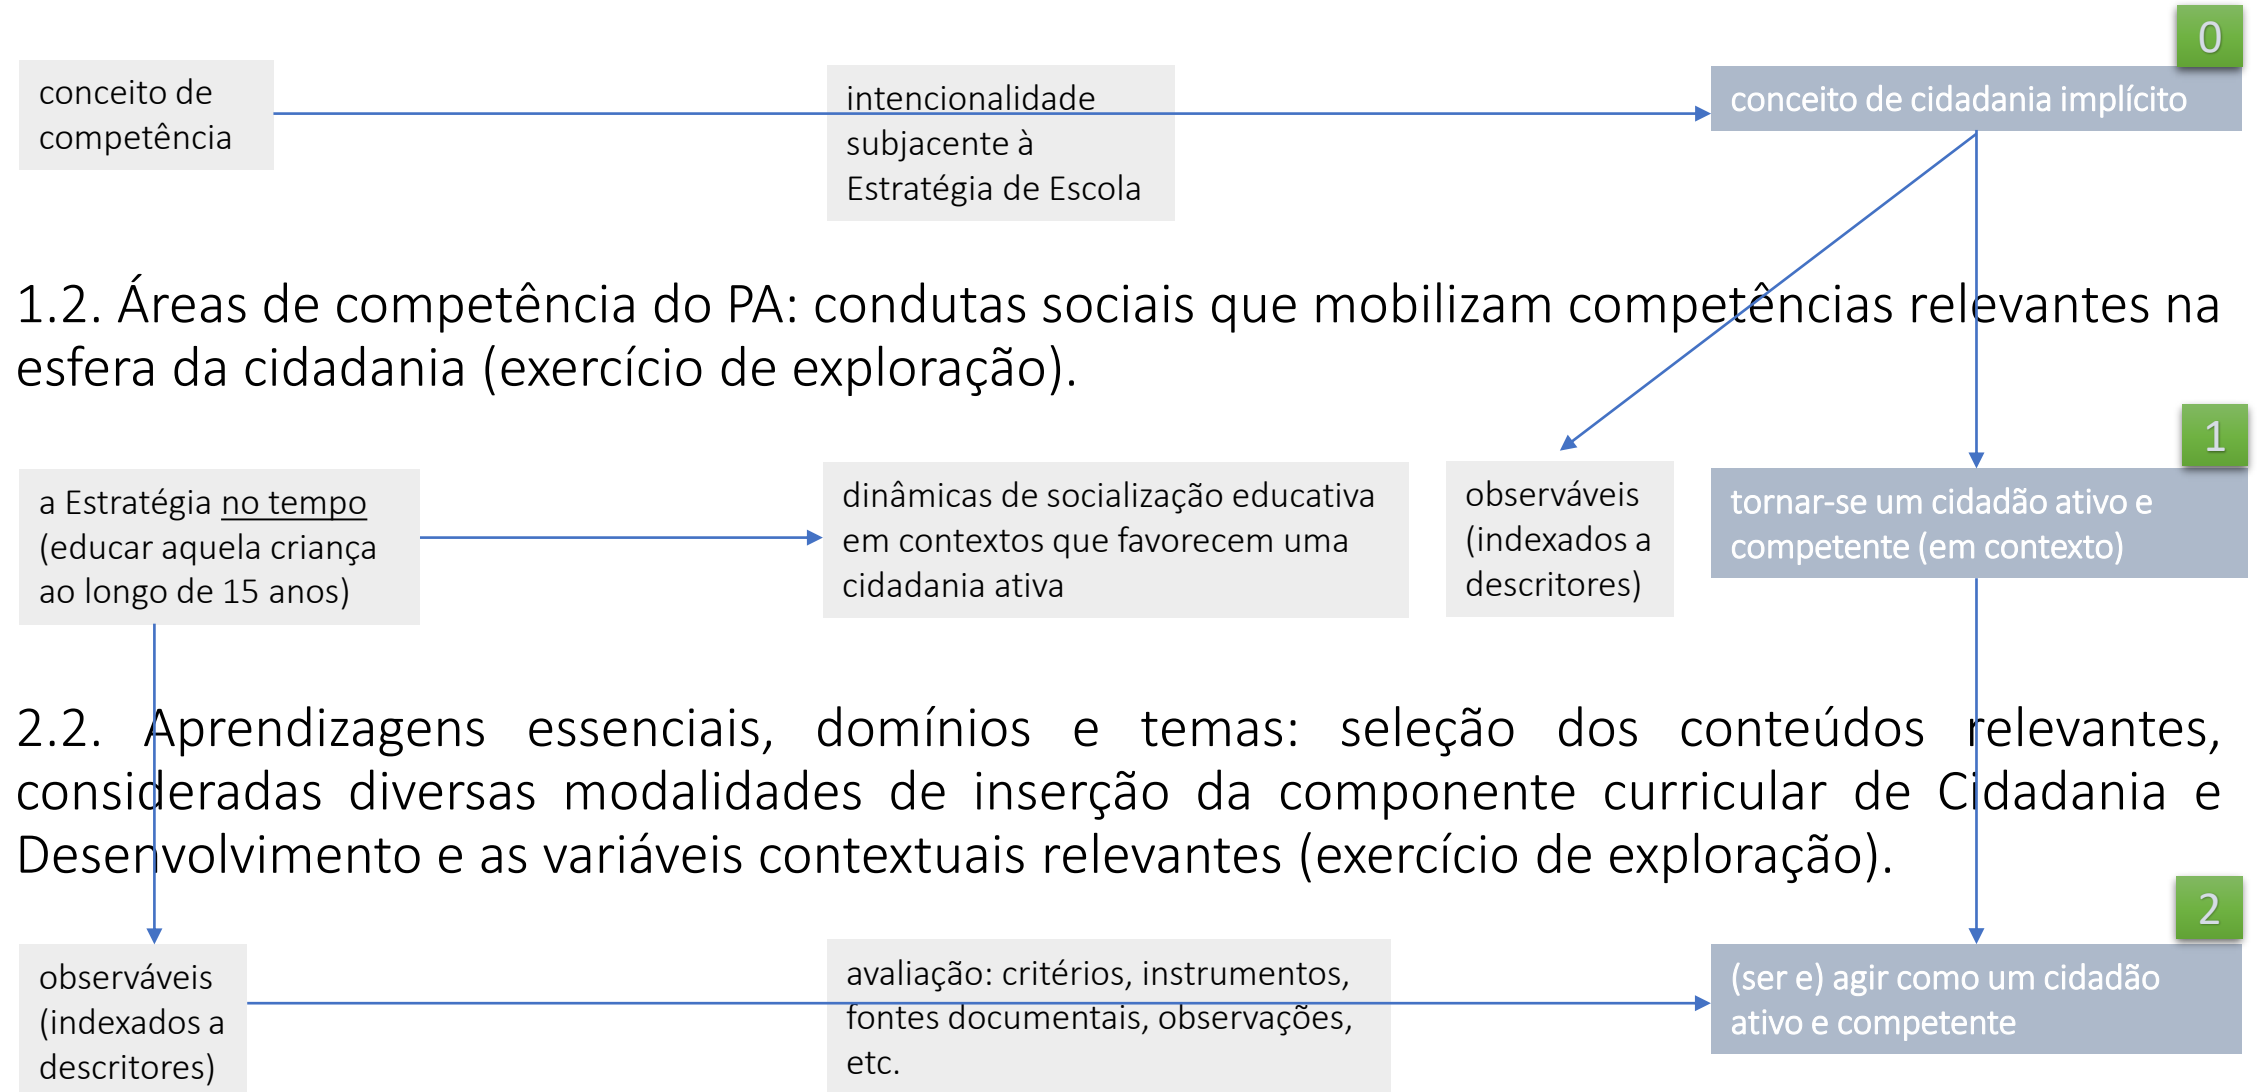 0
conceito de
competência
intencionalidade
subjacente à
Estratégia de Escola
conceito de cidadania implícito
1.2. Áreas de competência do PA: condutas sociais que mobilizam competências relevantes na
esfera da cidadania (exercício de exploração).
1
a Estratégia no tempo
(educar aquela criança
ao longo de 15 anos)
dinâmicas de socialização educativa
em contextos que favorecem uma
cidadania ativa
observáveis
(indexados a
descritores)
tornar-se um cidadão ativo e
competente (em contexto)
2.2. Aprendizagens essenciais, domínios e temas: seleção dos conteúdos relevantes,
consideradas diversas modalidades de inserção da componente curricular de Cidadania e
Desenvolvimento e as variáveis contextuais relevantes (exercício de exploração).
2
observáveis
(indexados a
descritores)
avaliação: critérios, instrumentos,
fontes documentais, observações,
etc.
(ser e) agir como um cidadão
ativo e competente